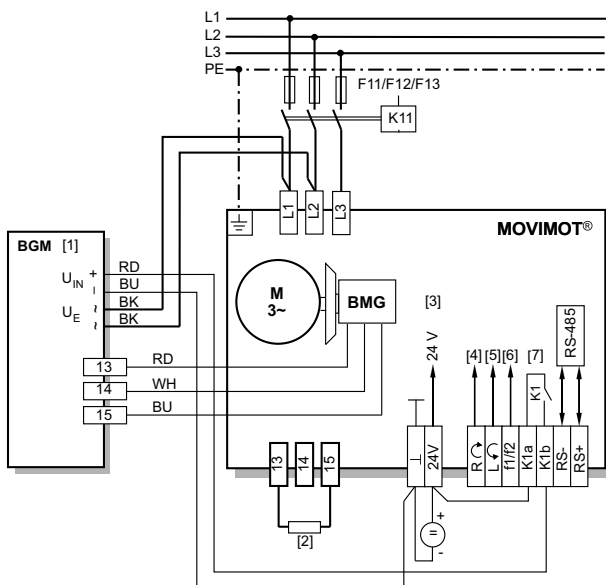 L1
L2
L3
PE
F11/F12/F13
K11
L1
L2
L3
MOVIMOT®
BGM [1]
U_IN + RD
– BU
U_E ~ BK
~ BK
M
3~
BMG
[3]
24 V
[4] [5] [6] [7]
RS-485
K1
13 RD
14 WH
15 BU
13 14 15
⊥ 24V R L f1/f2 K1a K1b RS- RS+
[2]
+
=
-